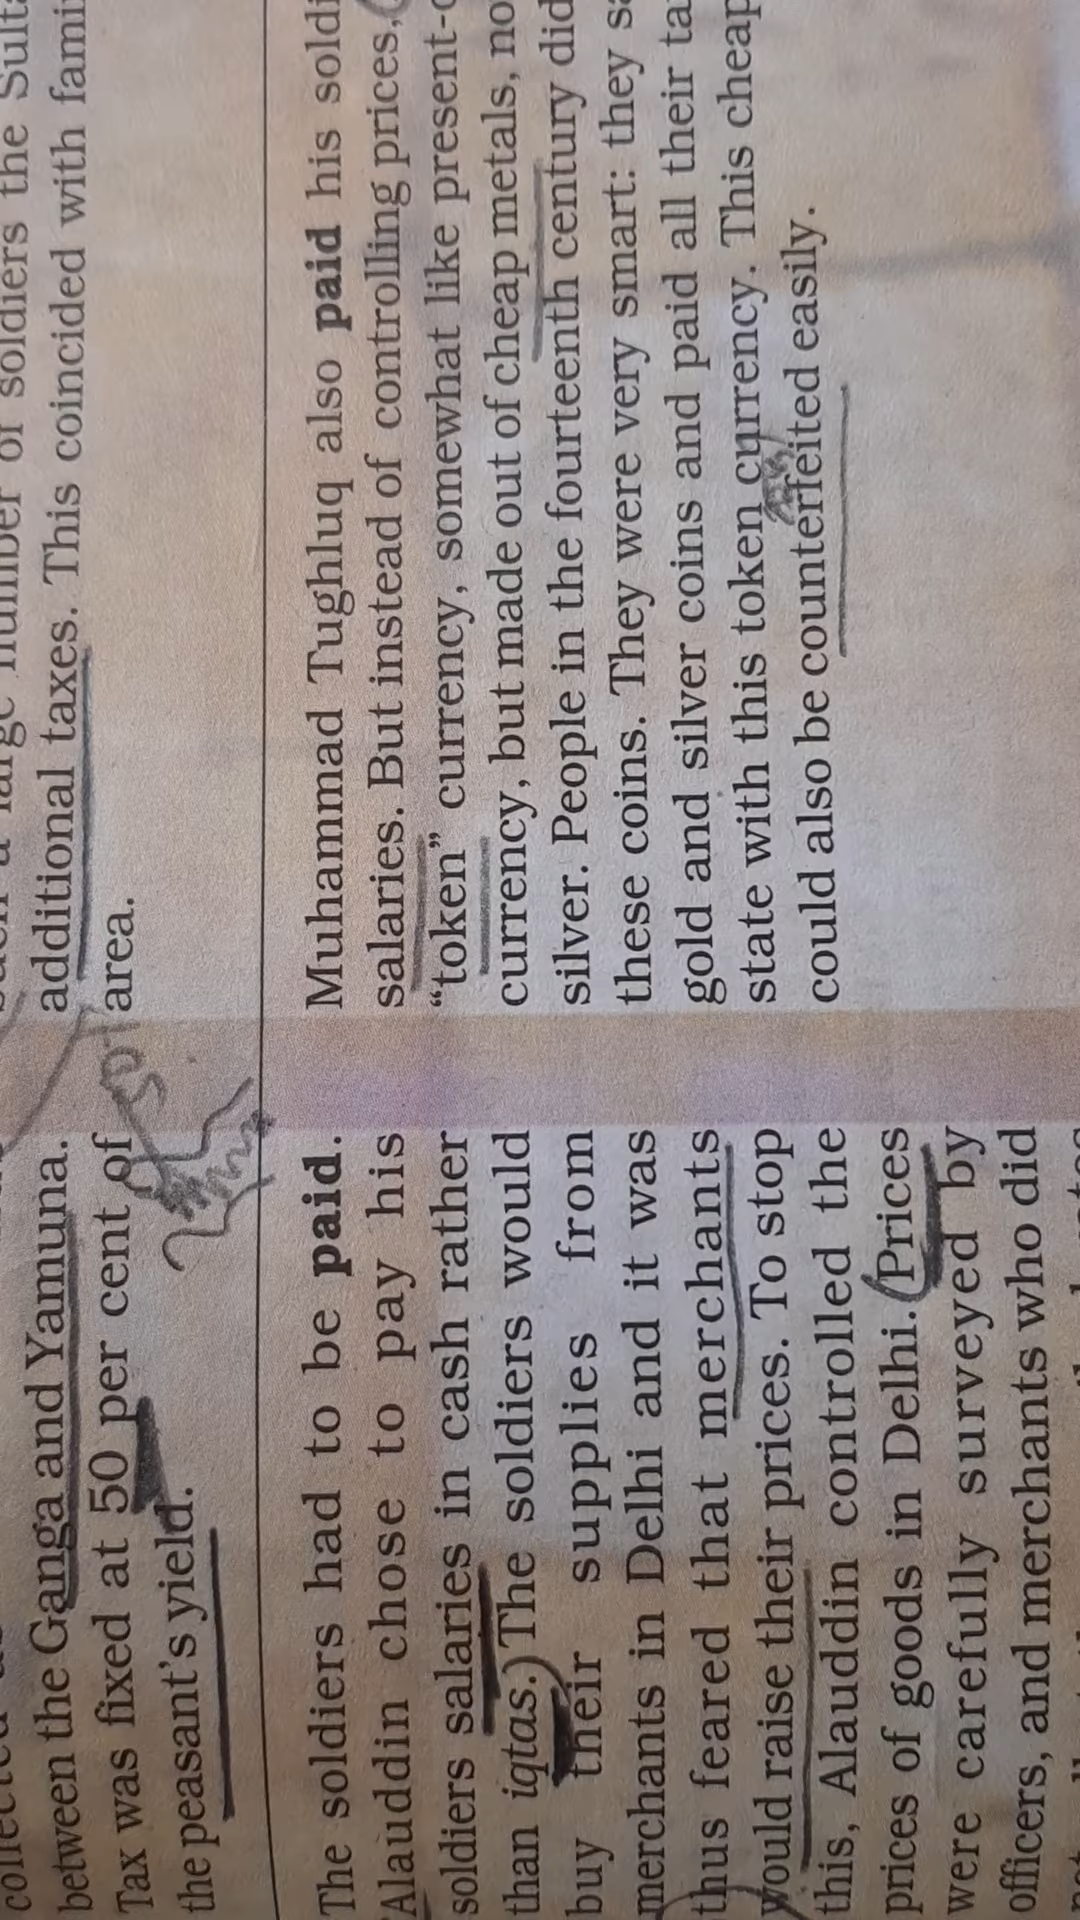 between the Ganga and Yamuna.
Tax was fixed at 50 per cent of
the peasant's yield.
The soldiers had to be paid.
Alauddin chose to pay his
soldiers salaries in cash rather
than iqtas. The soldiers would
buy their supplies from
merchants in Delhi and it was
thus feared that merchants
would raise their prices. To stop
this, Alauddin controlled the
prices of goods in Delhi. Prices
were carefully surveyed by
officers, and merchants who did
number of soldiers the
additional taxes. This coincided with
area.
Muhammad Tughluq also paid his
salaries. But instead of controlling prices,
"token" currency, somewhat like
currency, but made out of cheap metals,
silver. People in the fourteenth century did
these coins. They were very smart: they
gold and silver coins and paid all their
state with this token currency. This cheap
could also be counterfeited easily.